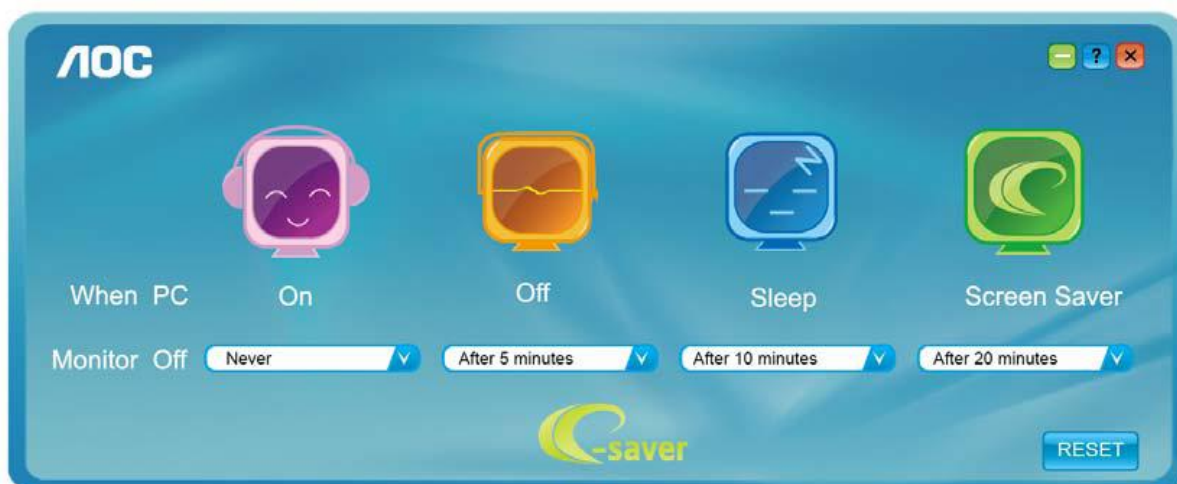 AOC
?
When PC On Off Sleep Screen Saver
Monitor Off Never After 5 minutes After 10 minutes After 20 minutes
e-saver
RESET